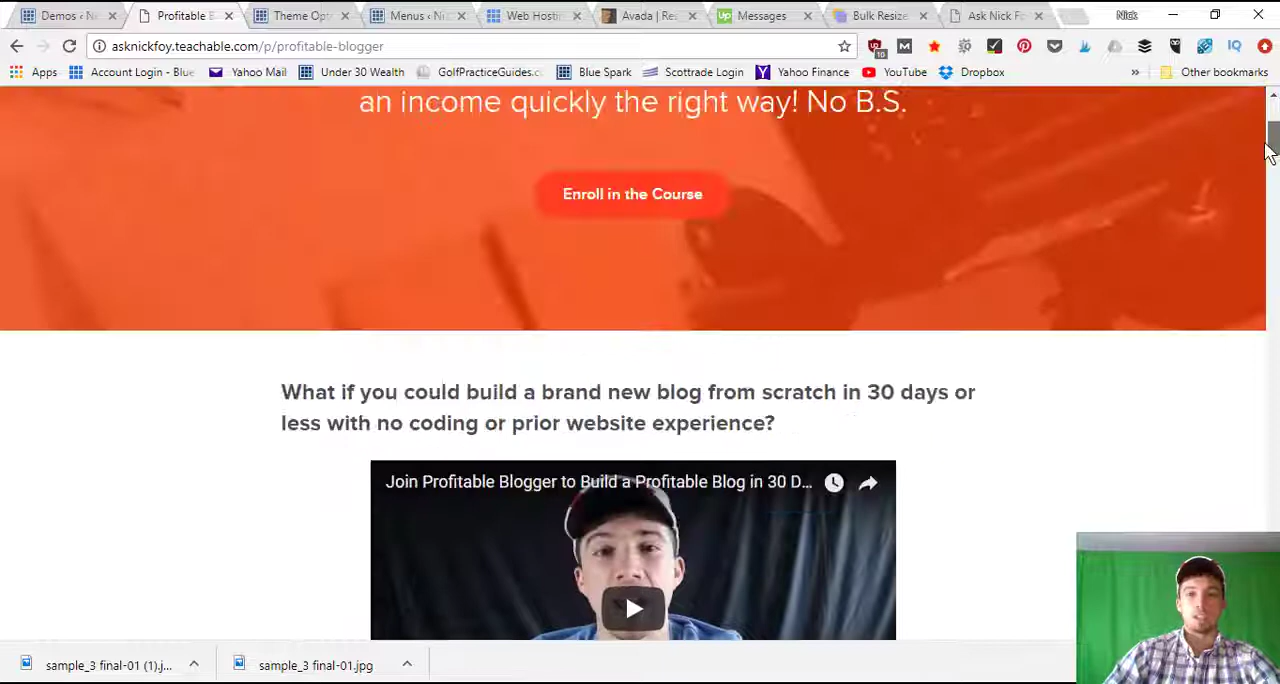 Demos ‹ N
Profitable B
Theme Opt
Menus ‹ Ni
Web Hosti
Avada | Re
Messages
Bulk Resize
Ask Nick Fo
Nick
asknickfoy.teachable.com/p/profitable-blogger
10
Apps
Account Login - Blue
Yahoo Mail
Under 30 Wealth
GolfPracticeGuides.c
Blue Spark
Scottrade Login
Yahoo Finance
YouTube
Dropbox
»
Other bookmarks
an income quickly the right way! No B.S.
Enroll in the Course
What if you could build a brand new blog from scratch in 30 days or
less with no coding or prior website experience?
Join Profitable Blogger to Build a Profitable Blog in 30 D...
sample_3 final-01 (1).j...
sample_3 final-01.jpg